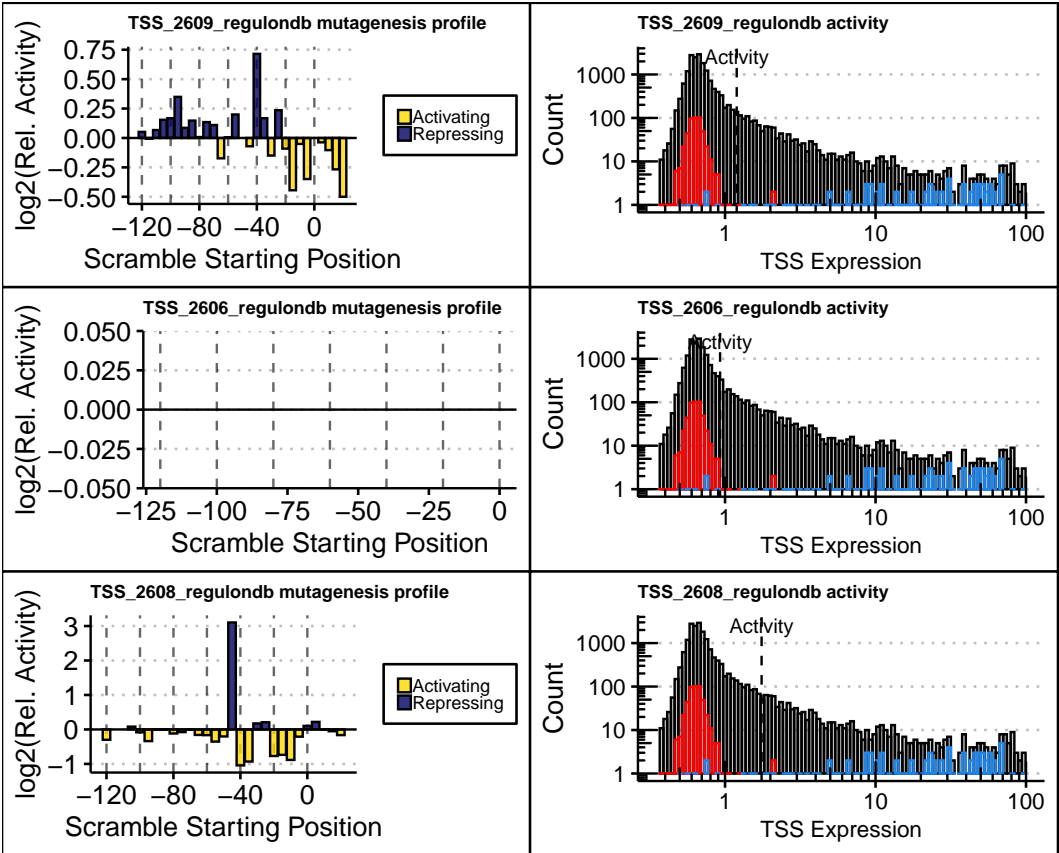 TSS_2609_regulondb mutagenesis profile
log2(Rel. Activity)
0.75
0.50
0.25
0.00
−0.25
−0.50
−120 −80 −40 0
Scramble Starting Position
Activating
Repressing
TSS_2609_regulondb activity
Activity
Count
1000
100
10
1
1 10 100
TSS Expression
TSS_2606_regulondb mutagenesis profile
log2(Rel. Activity)
0.050
0.025
0.000
−0.025
−0.050
−125 −100 −75 −50 −25 0
Scramble Starting Position
TSS_2606_regulondb activity
Activity
Count
1000
100
10
1
1 10 100
TSS Expression
TSS_2608_regulondb mutagenesis profile
log2(Rel. Activity)
3
2
1
0
−1
−120 −80 −40 0
Scramble Starting Position
Activating
Repressing
TSS_2608_regulondb activity
Activity
Count
1000
100
10
1
1 10 100
TSS Expression